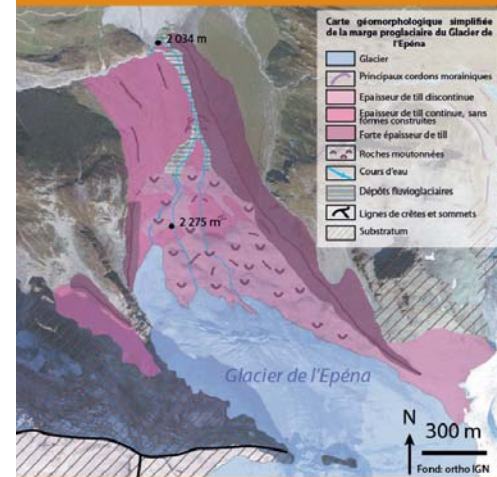 Carte géomorphologique simplifiée
de la marge proglaciaire du Glacier de
l'Epéna
Glacier
Principaux cordons morainiques
Epaisseur de till discontinue
Epaisseur de till continue, sans
formes construites
Forte épaisseur de till
Roches moutonnées
Cours d'eau
Dépôts fluvioglaciaires
Lignes de crêtes et sommets
Substratum
2 034 m
2 275 m
Glacier de l'Epéna
N
300 m
Fond: ortho IGN